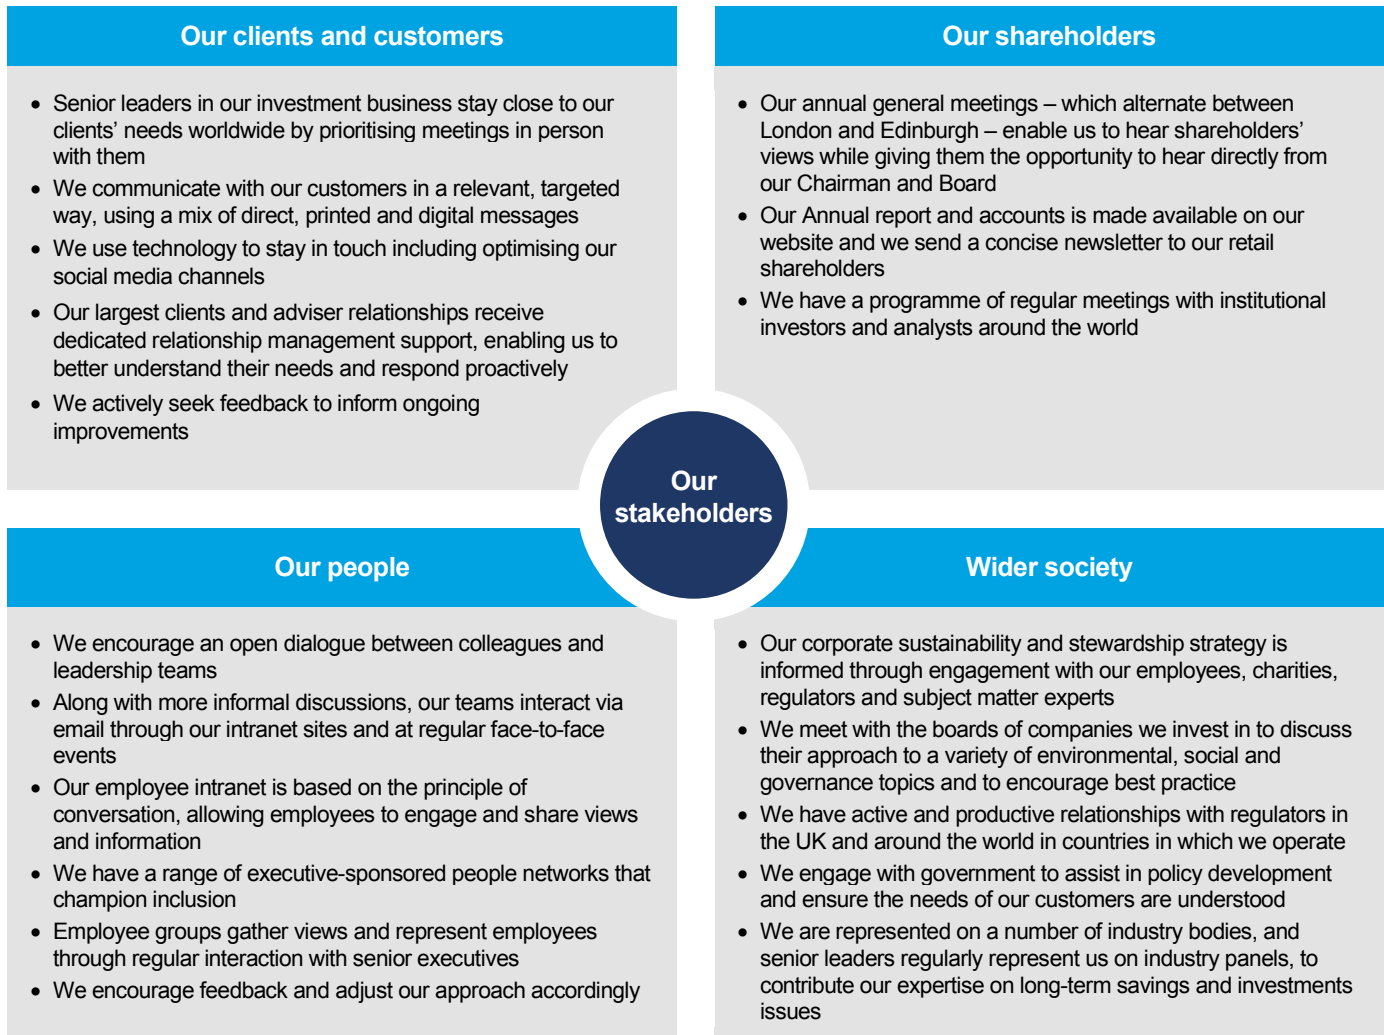 Our clients and customers
• Senior leaders in our investment business stay close to our
clients’ needs worldwide by prioritising meetings in person
with them
• We communicate with our customers in a relevant, targeted
way, using a mix of direct, printed and digital messages
• We use technology to stay in touch including optimising our
social media channels
• Our largest clients and adviser relationships receive
dedicated relationship management support, enabling us to
better understand their needs and respond proactively
• We actively seek feedback to inform ongoing
improvements
Our shareholders
• Our annual general meetings – which alternate between
London and Edinburgh – enable us to hear shareholders’
views while giving them the opportunity to hear directly from
our Chairman and Board
• Our Annual report and accounts is made available on our
website and we send a concise newsletter to our retail
shareholders
• We have a programme of regular meetings with institutional
investors and analysts around the world
Our
stakeholders
Our people
• We encourage an open dialogue between colleagues and
leadership teams
• Along with more informal discussions, our teams interact via
email through our intranet sites and at regular face-to-face
events
• Our employee intranet is based on the principle of
conversation, allowing employees to engage and share views
and information
• We have a range of executive-sponsored people networks that
champion inclusion
• Employee groups gather views and represent employees
through regular interaction with senior executives
• We encourage feedback and adjust our approach accordingly
Wider society
• Our corporate sustainability and stewardship strategy is
informed through engagement with our employees, charities,
regulators and subject matter experts
• We meet with the boards of companies we invest in to discuss
their approach to a variety of environmental, social and
governance topics and to encourage best practice
• We have active and productive relationships with regulators in
the UK and around the world in countries in which we operate
• We engage with government to assist in policy development
and ensure the needs of our customers are understood
• We are represented on a number of industry bodies, and
senior leaders regularly represent us on industry panels, to
contribute our expertise on long-term savings and investments
issues